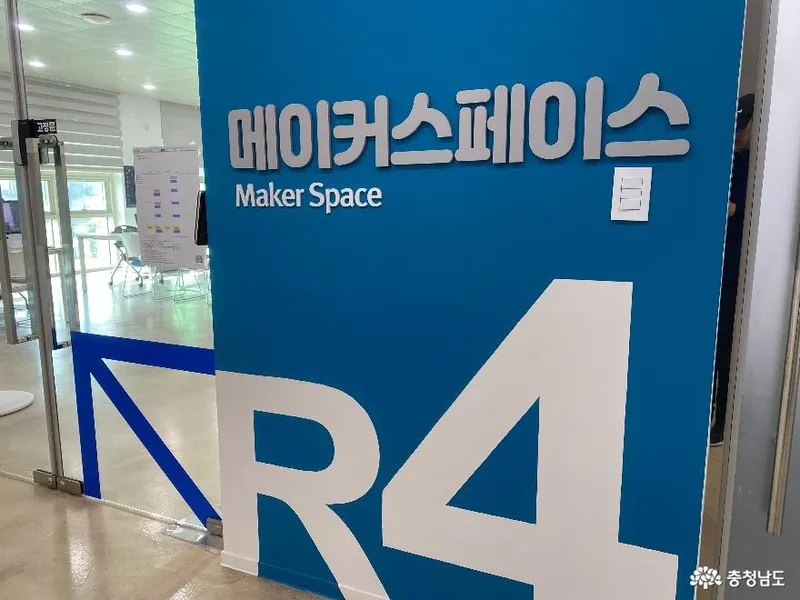 고정문
메이커스페이스
Maker Space
R4
충청남도